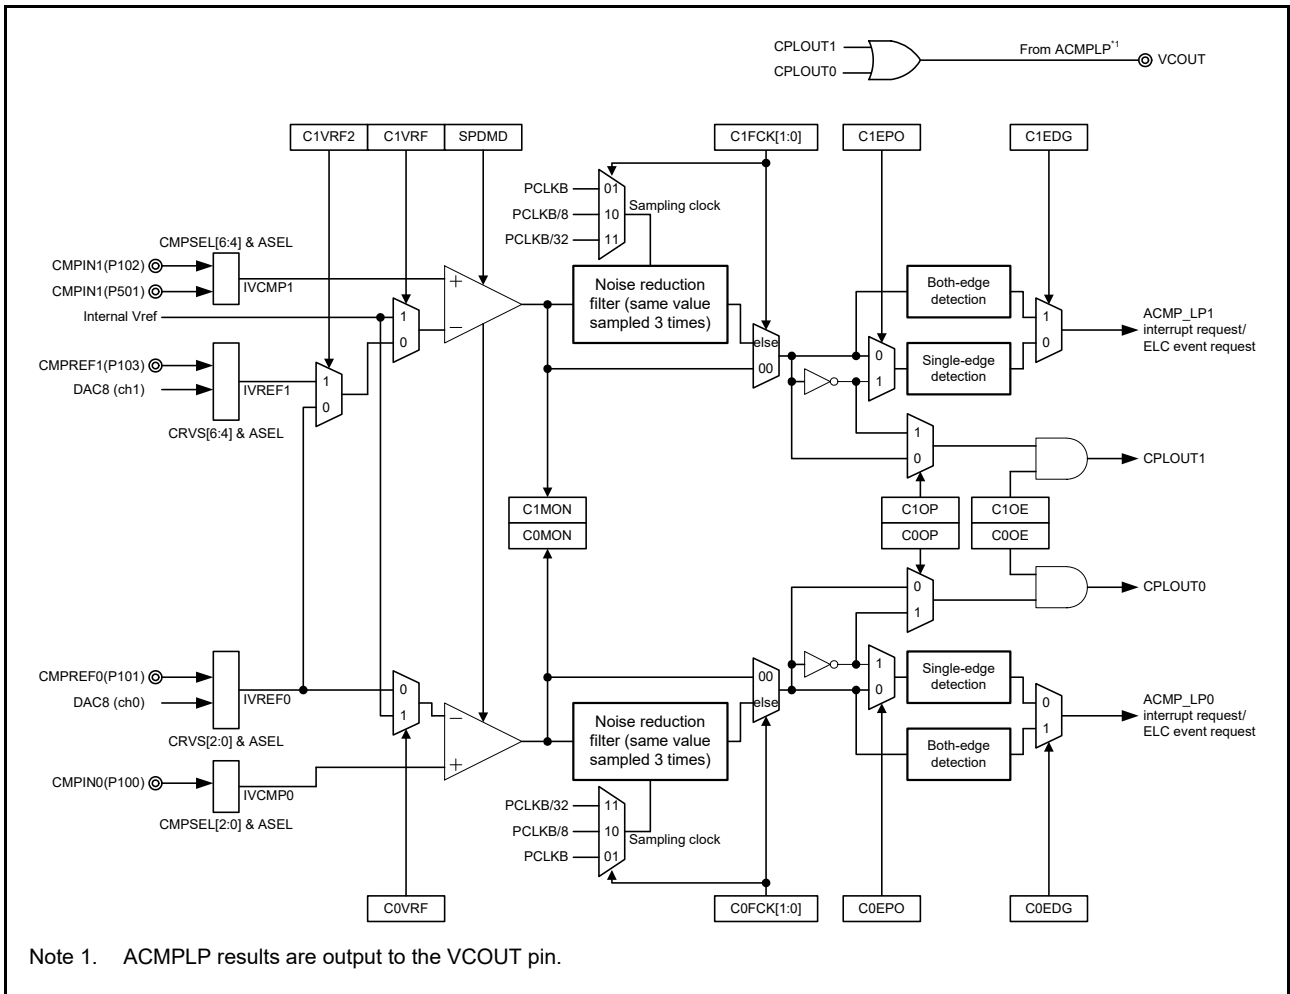 CPLOUT1
CPLOUT0
From ACMPLP*1
VCOUT
C1VRF2
C1VRF
SPDMD
C1FCK[1:0]
C1EPO
C1EDG
PCLKB
01
PCLKB/8
10
Sampling clock
PCLKB/32
11
CMPSEL[6:4] & ASEL
CMPIN1(P102)
CMPIN1(P501)
IVCMP1
Internal Vref
1
0
CMPREF1(P103)
DAC8 (ch1)
IVREF1
1
0
CRVS[6:4] & ASEL
+
−
Noise reduction
filter (same value
sampled 3 times)
else
00
0
1
Both-edge
detection
Single-edge
detection
1
0
ACMP_LP1
interrupt request/
ELC event request
1
0
CPLOUT1
C1MON
C0MON
C1OP
C0OP
C1OE
C0OE
0
1
CPLOUT0
CMPREF0(P101)
DAC8 (ch0)
IVREF0
CRVS[2:0] & ASEL
0
1
−
+
CMPIN0(P100)
IVCMP0
CMPSEL[2:0] & ASEL
Noise reduction
filter (same value
sampled 3 times)
00
else
1
0
Single-edge
detection
Both-edge
detection
0
1
ACMP_LP0
interrupt request/
ELC event request
PCLKB/32
11
PCLKB/8
10
Sampling clock
PCLKB
01
C0VRF
C0FCK[1:0]
C0EPO
C0EDG
Note 1. ACMPLP results are output to the VCOUT pin.